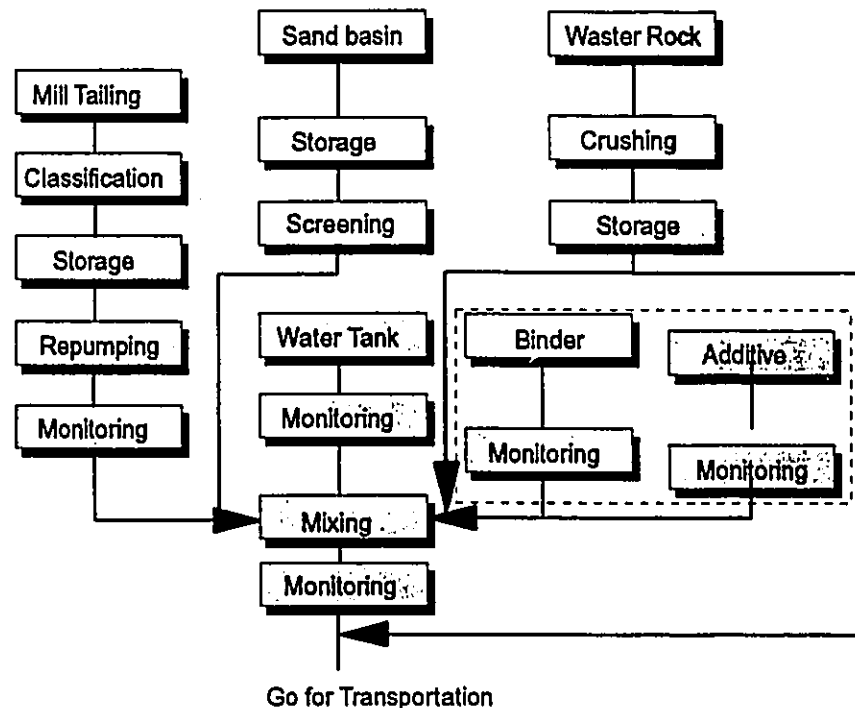 Mill Tailing
Classification
Storage
Repumping
Monitoring
Sand basin
Storage
Screening
Water Tank
Monitoring
Mixing
Monitoring
Waster Rock
Crushing
Storage
Binder
Monitoring
Additive
Monitoring
Go for Transportation